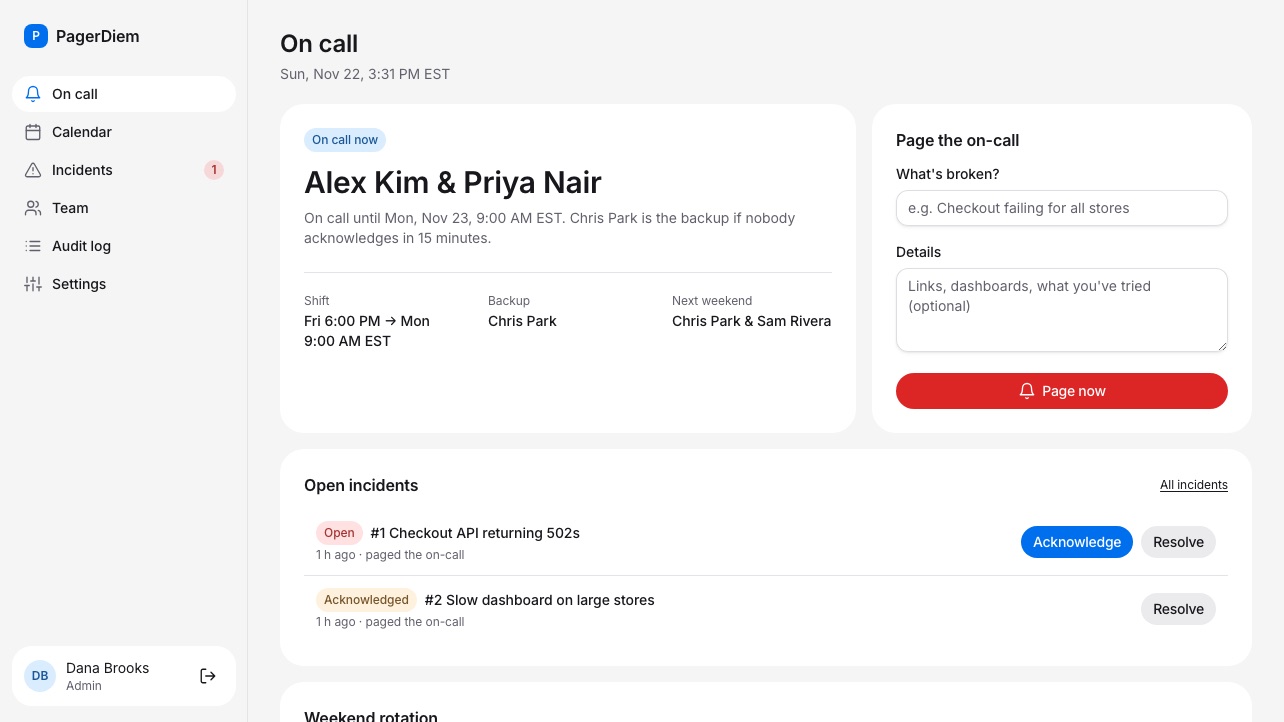 P PagerDiem
On call
Calendar
Incidents 1
Team
Audit log
Settings
DB
Dana Brooks
Admin
On call
Sun, Nov 22, 3:31 PM EST
On call now
Alex Kim & Priya Nair
On call until Mon, Nov 23, 9:00 AM EST. Chris Park is the backup if nobody
acknowledges in 15 minutes.
Shift
Fri 6:00 PM → Mon
9:00 AM EST
Backup
Chris Park
Next weekend
Chris Park & Sam Rivera
Page the on-call
What's broken?
e.g. Checkout failing for all stores
Details
Links, dashboards, what you've tried
(optional)
Page now
Open incidents
All incidents
Open #1 Checkout API returning 502s
1 h ago · paged the on-call
Acknowledge
Resolve
Acknowledged #2 Slow dashboard on large stores
1 h ago · paged the on-call
Resolve
Weekend rotation